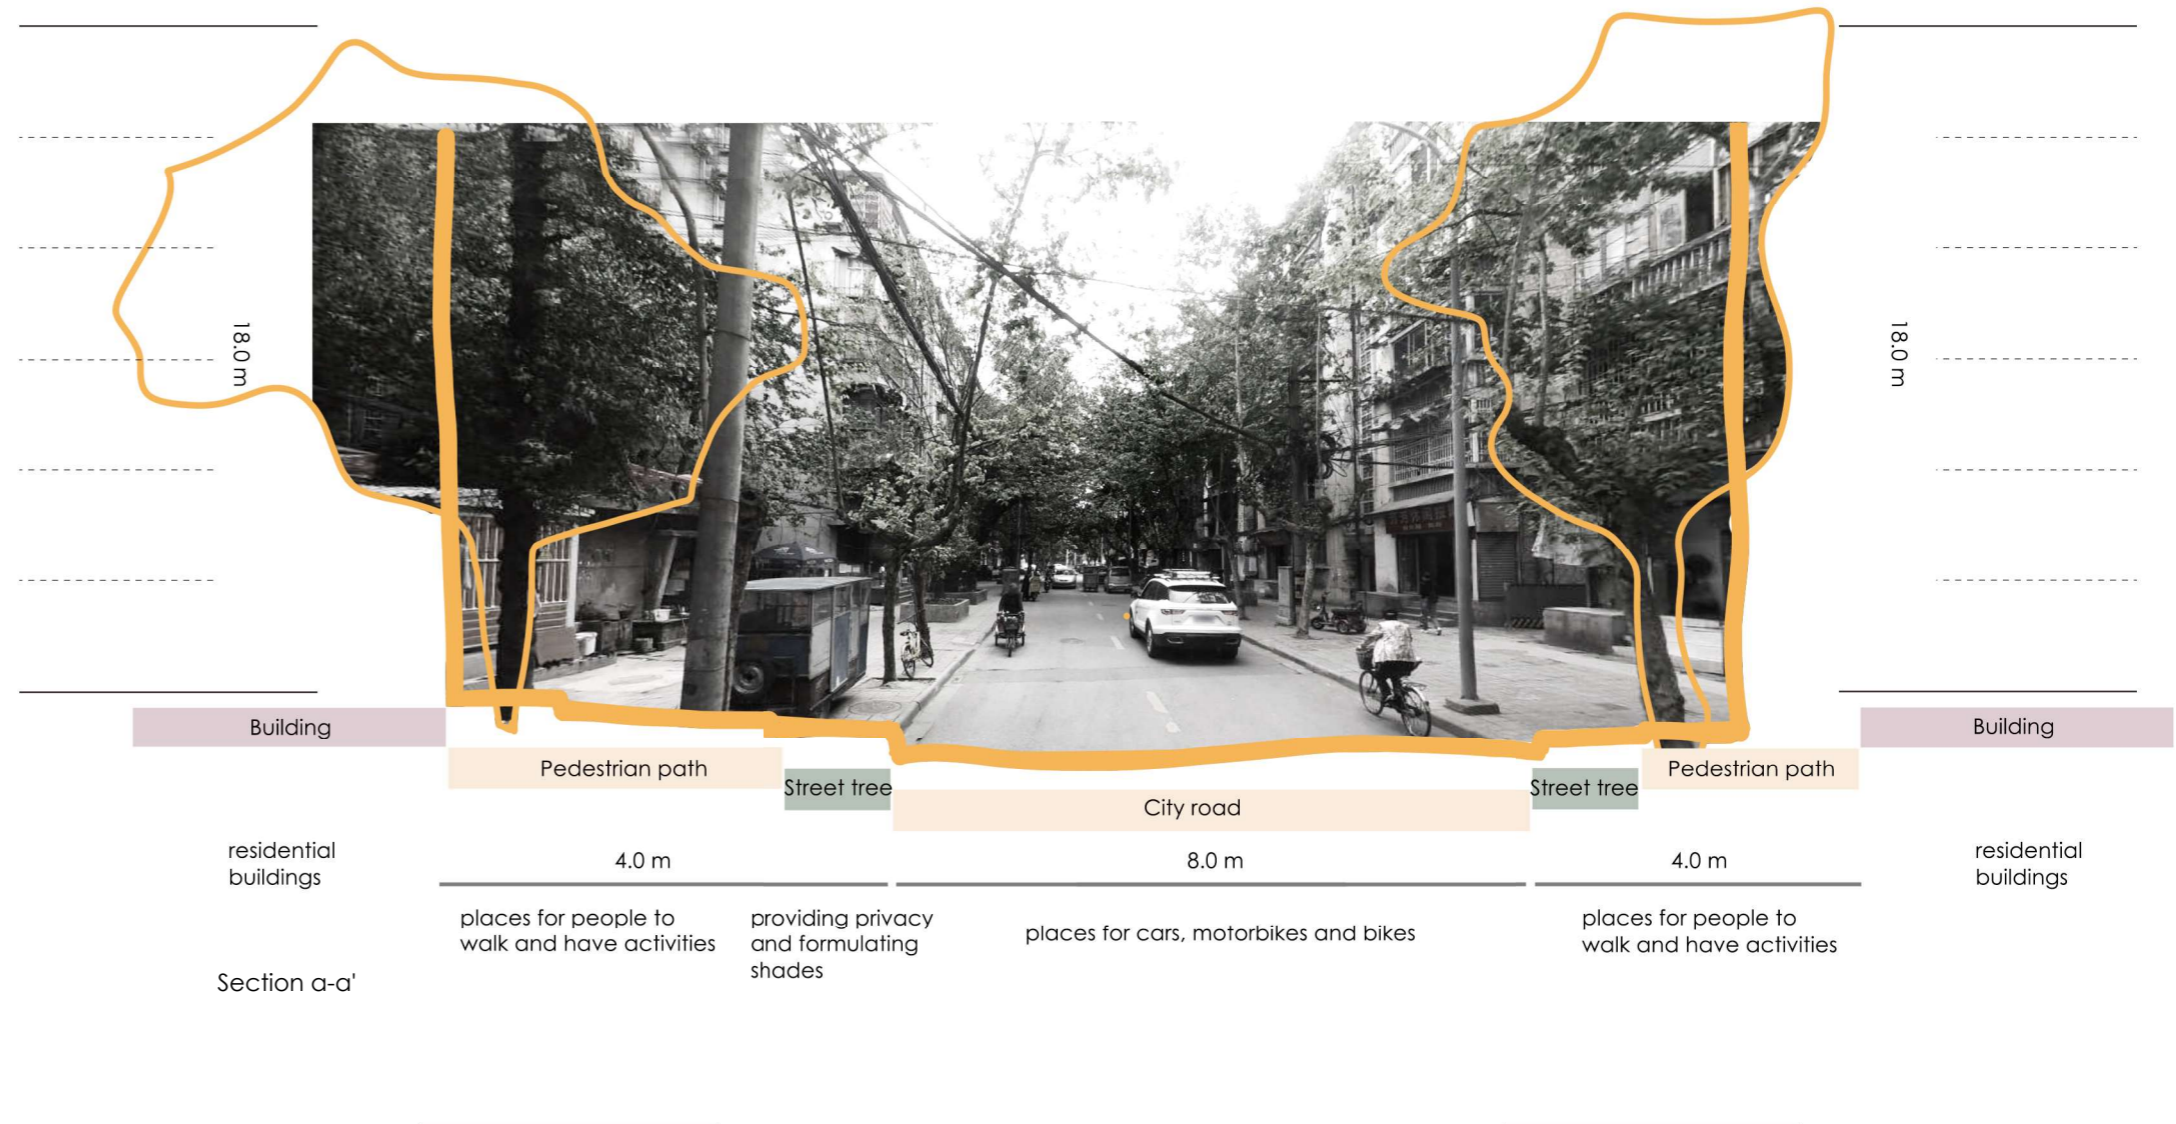 18.0 m
18.0 m
Building
Building
Pedestrian path
Pedestrian path
Street tree
Street tree
City road
residential
buildings
4.0 m
8.0 m
4.0 m
residential
buildings
places for people to
walk and have activities
providing privacy
and formulating
shades
places for cars, motorbikes and bikes
places for people to
walk and have activities
Section a-a'